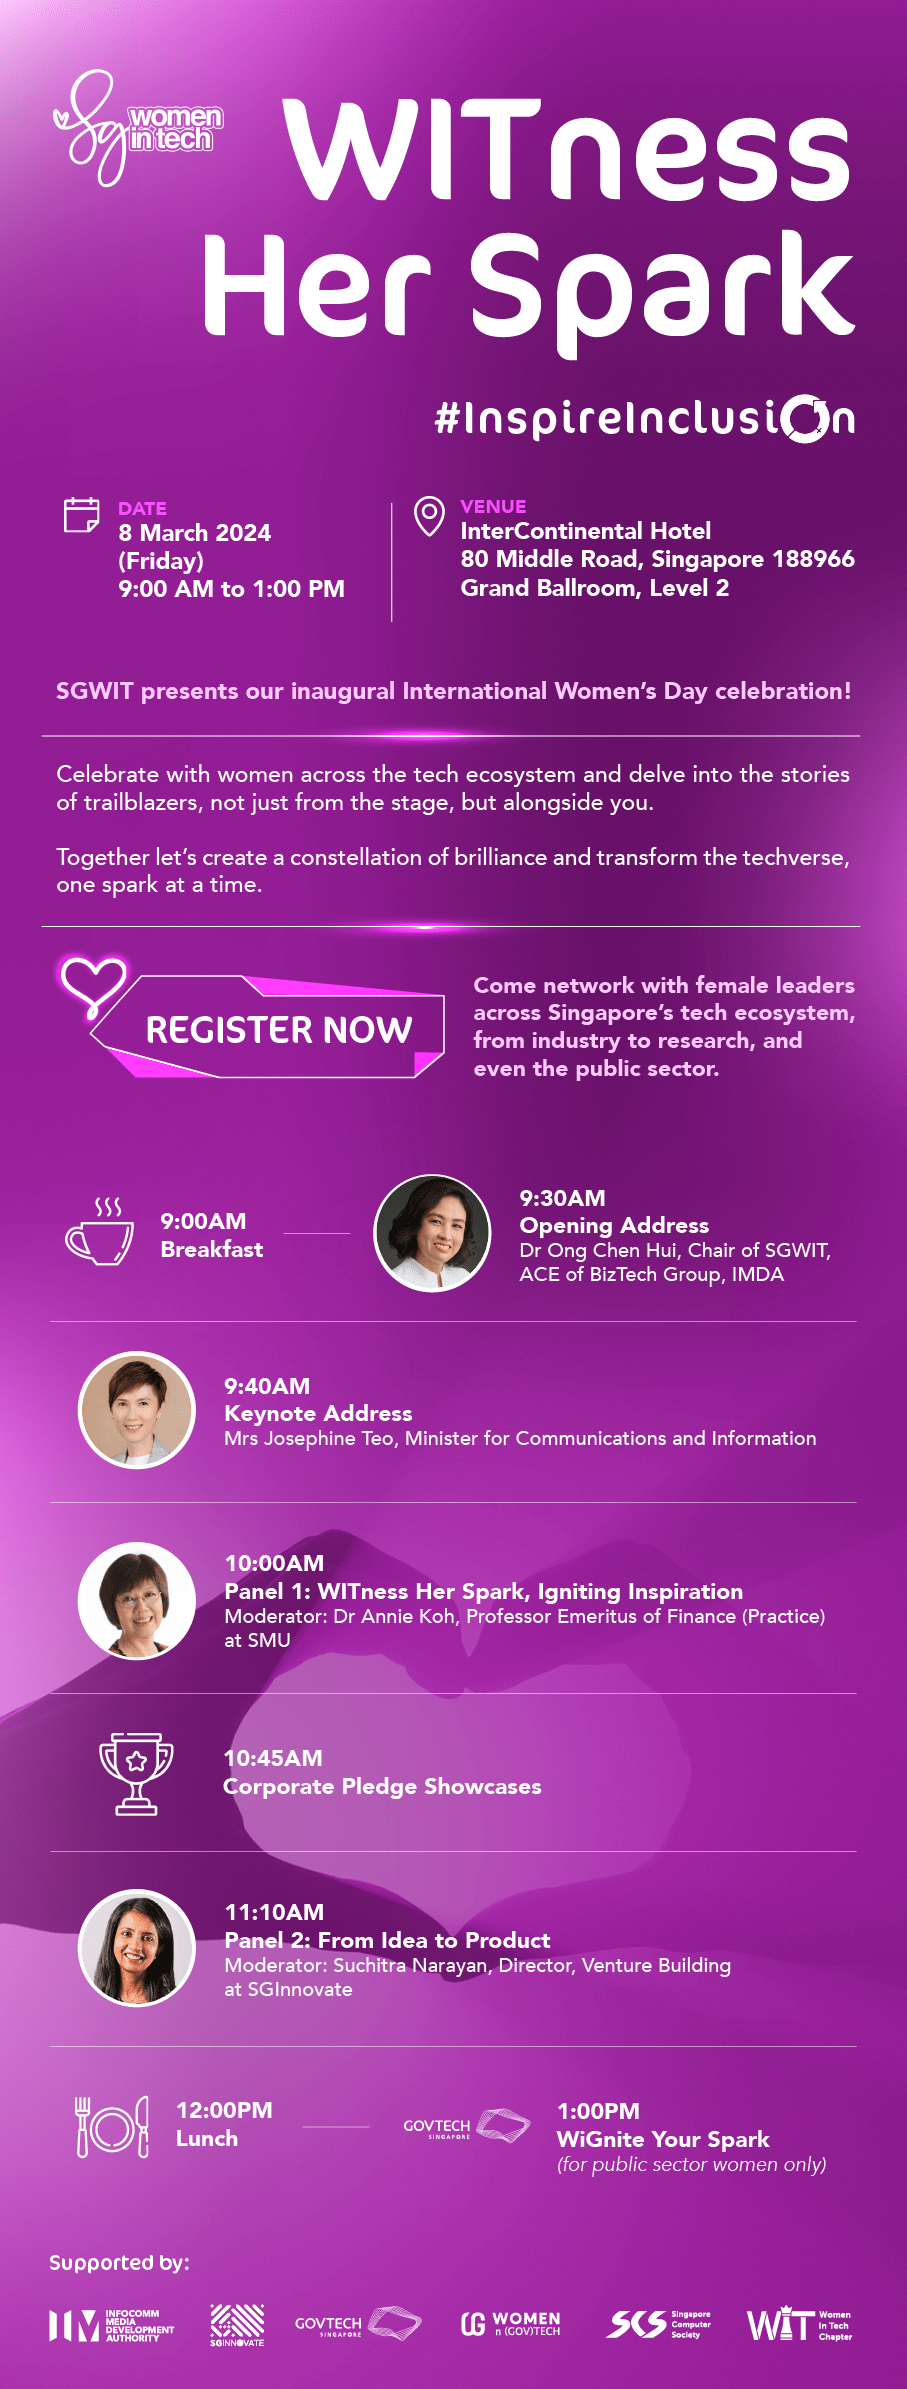 Sg women
in tech
WITness
Her Spark
#InspireInclusion
DATE
8 March 2024
(Friday)
9:00 AM to 1:00 PM
VENUE
InterContinental Hotel
80 Middle Road, Singapore 188966
Grand Ballroom, Level 2
SGWIT presents our inaugural International Women’s Day celebration!
Celebrate with women across the tech ecosystem and delve into the stories
of trailblazers, not just from the stage, but alongside you.
Together let’s create a constellation of brilliance and transform the techverse,
one spark at a time.
REGISTER NOW
Come network with female leaders
across Singapore’s tech ecosystem,
from industry to research, and
even the public sector.
9:00AM
Breakfast
9:30AM
Opening Address
Dr Ong Chen Hui, Chair of SGWIT,
ACE of BizTech Group, IMDA
9:40AM
Keynote Address
Mrs Josephine Teo, Minister for Communications and Information
10:00AM
Panel 1: WITness Her Spark, Igniting Inspiration
Moderator: Dr Annie Koh, Professor Emeritus of Finance (Practice)
at SMU
10:45AM
Corporate Pledge Showcases
11:10AM
Panel 2: From Idea to Product
Moderator: Suchitra Narayan, Director, Venture Building
at SGInnovate
12:00PM
Lunch
GOVTECH
SINGAPORE
1:00PM
WiGnite Your Spark
(for public sector women only)
Supported by:
INFOCOMM
MEDIA
DEVELOPMENT
AUTHORITY
SGINNOVATE
GOVTECH
SINGAPORE
WOMEN
n (GOV)TECH
SCS
Singapore
Computer
Society
WIT
Women
In Tech
Chapter